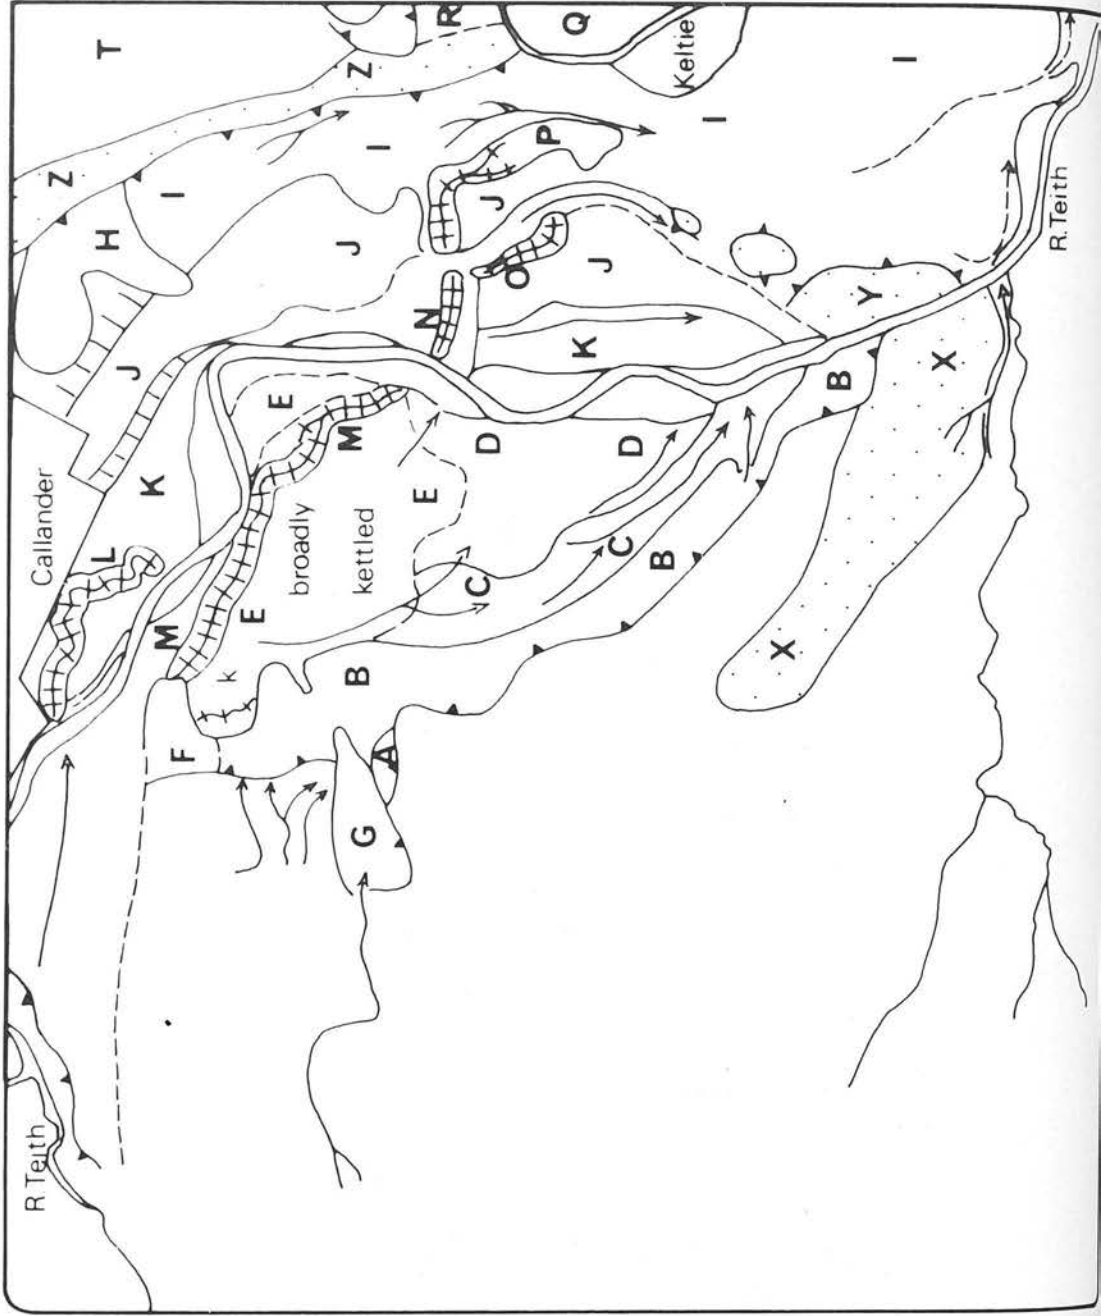 R Teith
Callander
Z
L
H
T
J
K
M
I
F
k
E
E
broadly
M
J
B
Z
kettled
G
I
A
E
N
R
C
D
J
O
P
Q
K
J
C
D
B
Keltie
I
X
B
Y
I
X
R. Teith